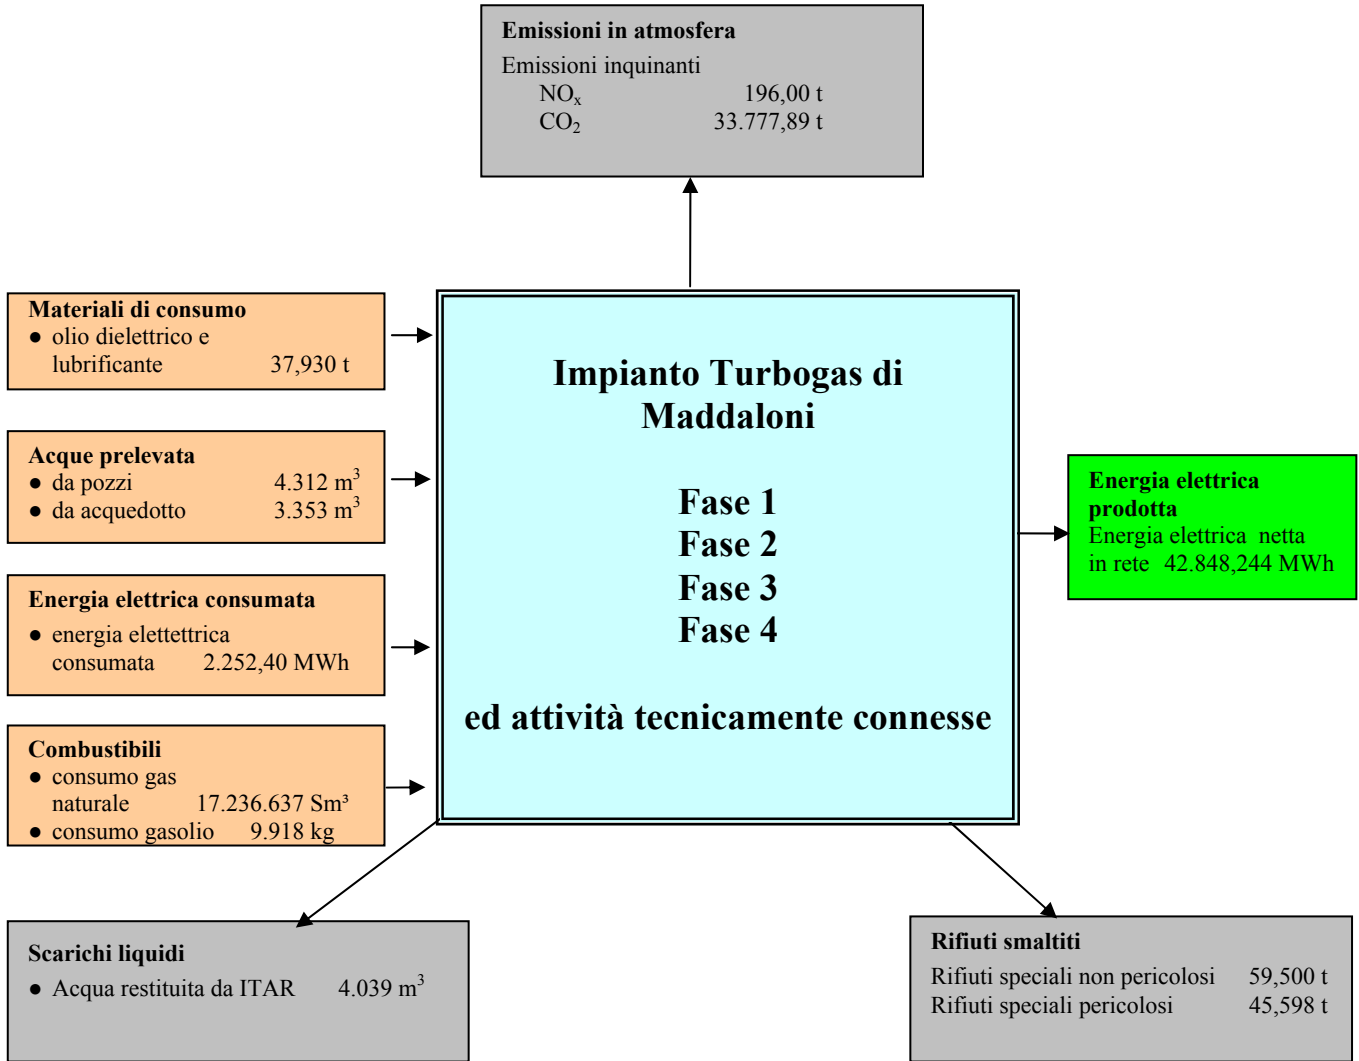 Emissioni in atmosfera
Emissioni inquinanti
NOx 196,00 t
CO2 33.777,89 t
Materiali di consumo
● olio dielettrico e
lubrificante 37,930 t
Acque prelevata
● da pozzi 4.312 m³
● da acquedotto 3.353 m³
Energia elettrica consumata
● energia elettettrica
consumata 2.252,40 MWh
Combustibili
● consumo gas
naturale 17.236.637 Sm³
● consumo gasolio 9.918 kg
Impianto Turbogas di
Maddaloni
Fase 1
Fase 2
Fase 3
Fase 4
ed attività tecnicamente connesse
Energia elettrica
prodotta
Energia elettrica netta
in rete 42.848,244 MWh
Scarichi liquidi
● Acqua restituita da ITAR 4.039 m³
Rifiuti smaltiti
Rifiuti speciali non pericolosi 59,500 t
Rifiuti speciali pericolosi 45,598 t